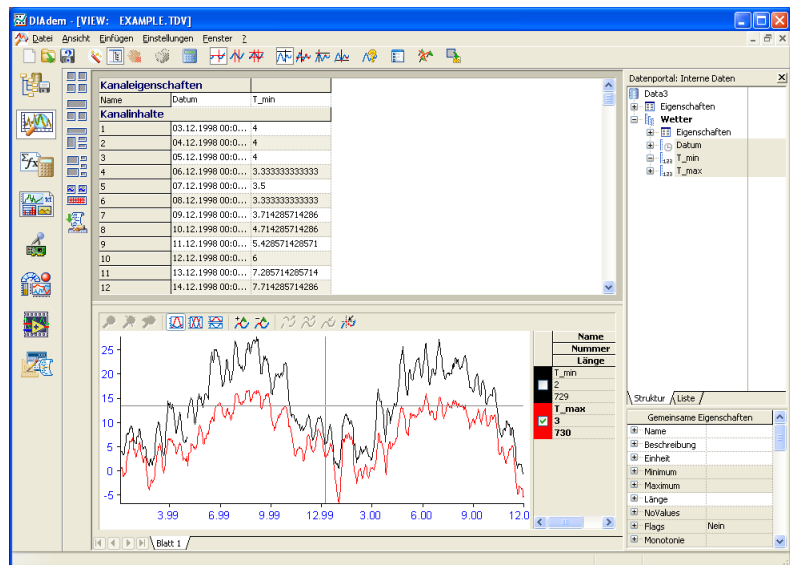 DIAdem - [VIEW: EXAMPLE.TDV]
Datei Ansicht Einfügen Einstellungen Fenster ?
Kanaleigenschaften
Name Datum T_min
Kanalinhalte
1 03.12.1998 00:0... 4
2 04.12.1998 00:0... 4
3 05.12.1998 00:0... 4
4 06.12.1998 00:0... 3.333333333333
5 07.12.1998 00:0... 3.5
6 08.12.1998 00:0... 3.333333333333
7 09.12.1998 00:0... 3.714285714286
8 10.12.1998 00:0... 4.714285714286
9 11.12.1998 00:0... 5.428571428571
10 12.12.1998 00:0... 6
11 13.12.1998 00:0... 7.285714285714
12 14.12.1998 00:0... 7.714285714286
25
20
15
10
5
0
-5
3.99 6.99 9.99 12.99 3.00 6.00 9.00 12.0
Name
Nummer
Länge
T_min
2
729
T_max
3
730
Blatt 1
Datenportal: Interne Daten
Data3
Eigenschaften
Wetter
Eigenschaften
Datum
T_min
T_max
Struktur Liste
Gemeinsame Eigenschaften
Name
Beschreibung
Einheit
Minimum
Maximum
Länge
NoValues
Flags Nein
Monotonie